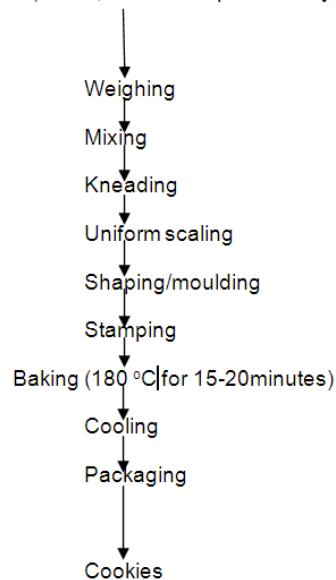 Weighing
Mixing
Kneading
Uniform scaling
Shaping/moulding
Stamping
Baking (180 ºC for 15-20minutes)
Cooling
Packaging
Cookies